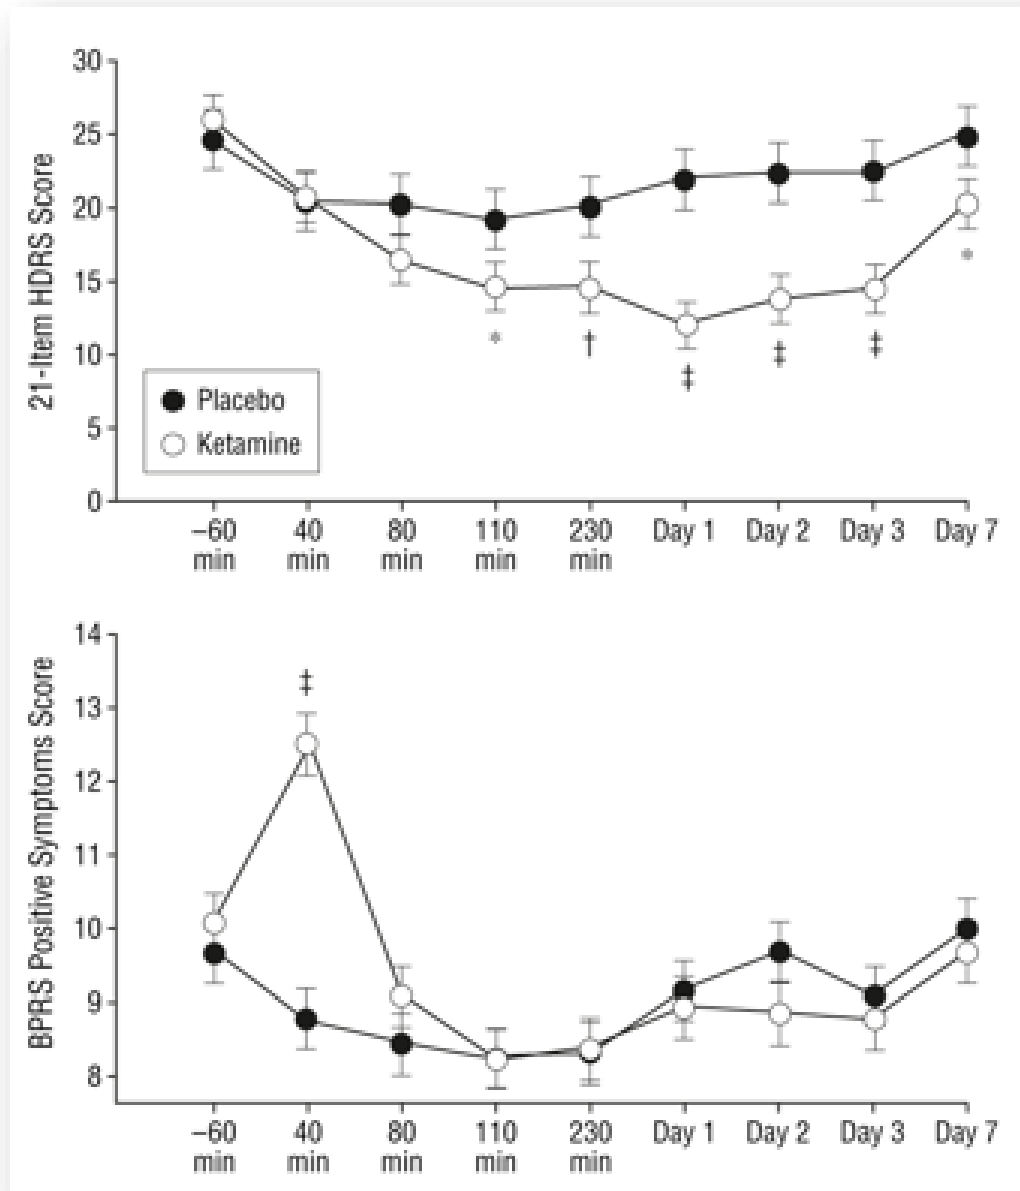 21-Item HDRS Score
30
25
20
15
10
5
0
*
†
‡
‡
‡
*
Placebo
Ketamine
–60 min
40 min
80 min
110 min
230 min
Day 1
Day 2
Day 3
Day 7
BPRS Positive Symptoms Score
14
13
12
11
10
9
8
‡
–60 min
40 min
80 min
110 min
230 min
Day 1
Day 2
Day 3
Day 7